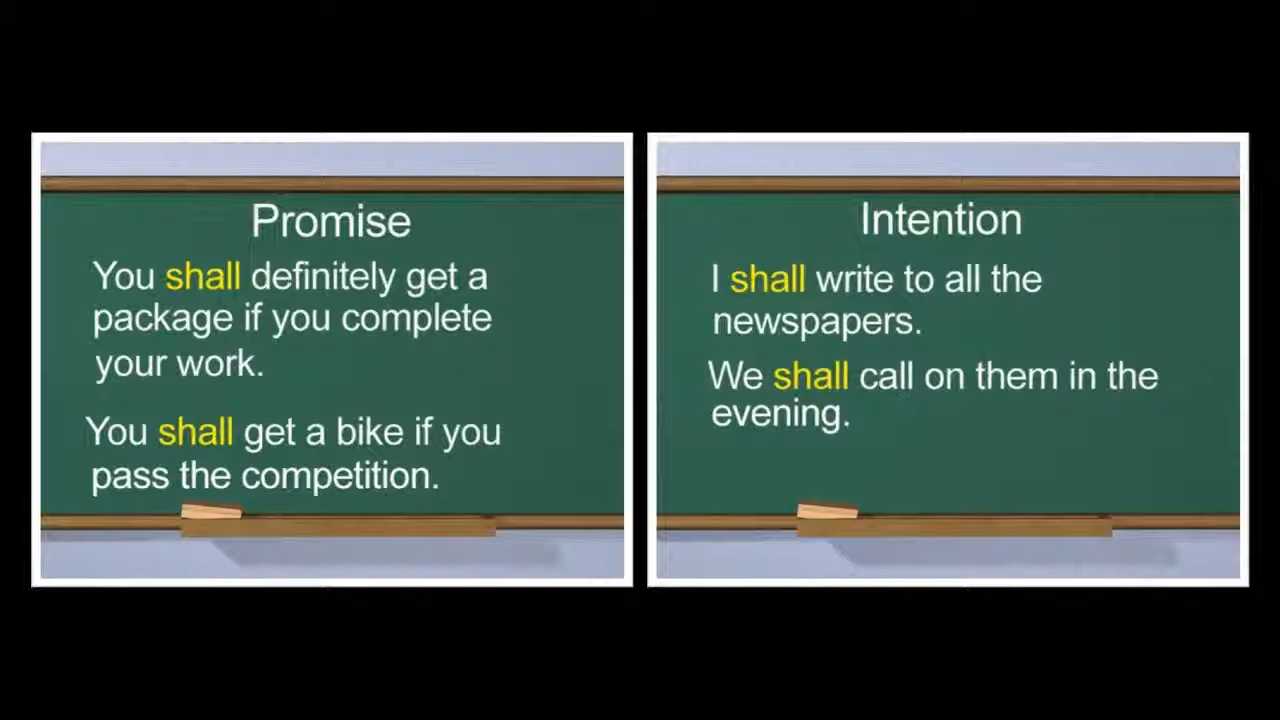 Promise
You shall definitely get a
package if you complete
your work.
You shall get a bike if you
pass the competition.
Intention
I shall write to all the
newspapers.
We shall call on them in the
evening.